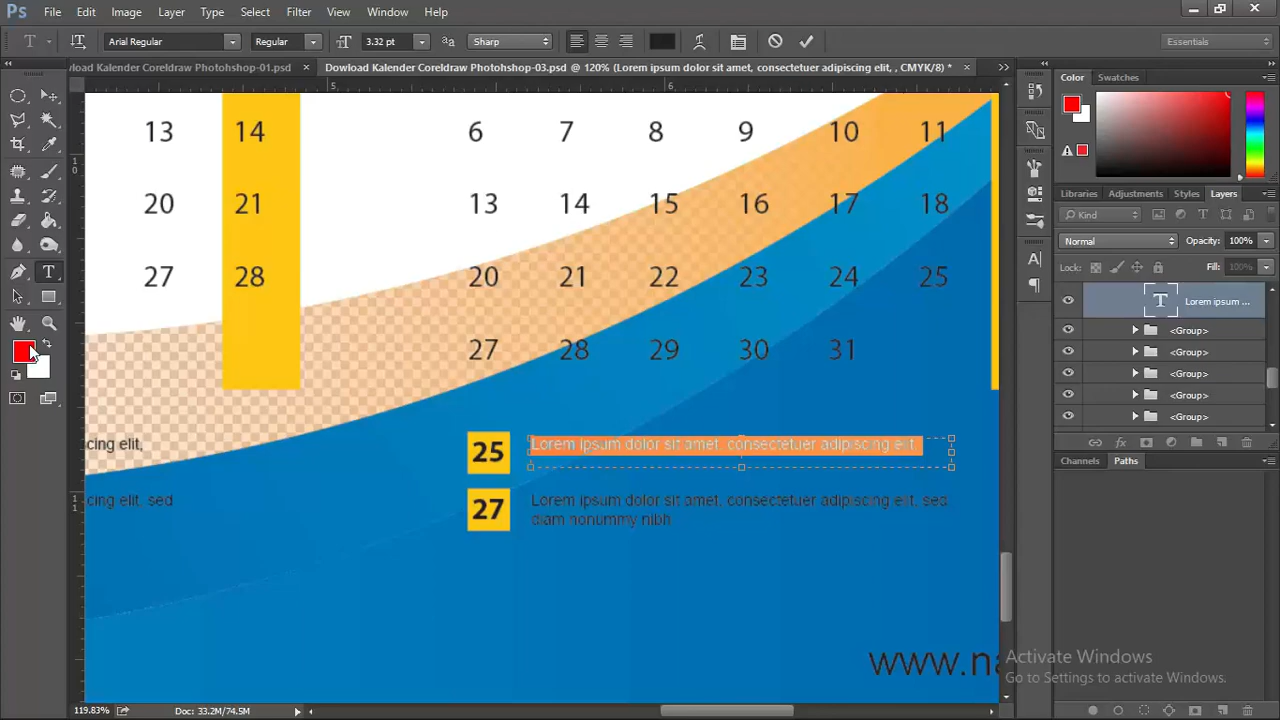 Ps File Edit Image Layer Type Select Filter View Window Help
T Arial Regular Regular 3.32 pt Sharp Essentials
wload Kalender Coreldraw Photohshop-01.psd × Dowload Kalender Coreldraw Photohshop-03.psd @ 120% (Lorem ipsum dolor sit amet, consectetuer adipiscing elit, , CMYK/8) * ×
5 6
Color Swatches
13 14 6 7 8 9 10 11
20 21 13 14 15 16 17 18
27 28 20 21 22 23 24 25
27 28 29 30 31
Libraries Adjustments Styles Layers
Kind
Normal Opacity: 100%
Lock: Fill: 100%
T Lorem ipsum ...
<Group>
<Group>
<Group>
<Group>
<Group>
Channels Paths
cing elit,
cing elit, sed
25 Lorem ipsum dolor sit amet, consectetuer adipiscing elit,
27 Lorem ipsum dolor sit amet, consectetuer adipiscing elit, sed
diam nonummy nibh
www.na
Activate Windows
Go to Settings to activate Windows.
119.83% Doc: 33.2M/74.5M